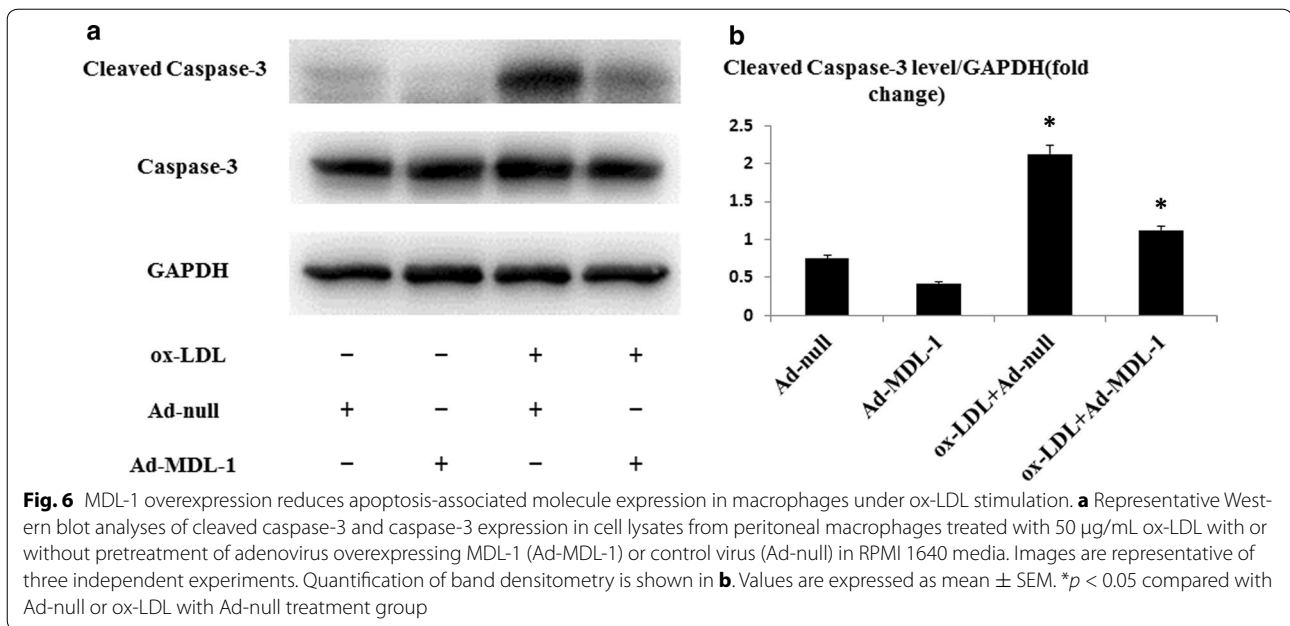 a
Cleaved Caspase-3
Caspase-3
GAPDH
ox-LDL − − + +
Ad-null + − + −
Ad-MDL-1 − + − +
b
Cleaved Caspase-3 level/GAPDH(fold
change)
2.5
2
1.5
1
0.5
0
*
*
Ad-null
Ad-MDL-1
ox-LDL+Ad-null
ox-LDL+Ad-MDL-1
Fig. 6 MDL-1 overexpression reduces apoptosis-associated molecule expression in macrophages under ox-LDL stimulation. a Representative West-
ern blot analyses of cleaved caspase-3 and caspase-3 expression in cell lysates from peritoneal macrophages treated with 50 µg/mL ox-LDL with or
without pretreatment of adenovirus overexpressing MDL-1 (Ad-MDL-1) or control virus (Ad-null) in RPMI 1640 media. Images are representative of
three independent experiments. Quantification of band densitometry is shown in b. Values are expressed as mean ± SEM. *p < 0.05 compared with
Ad-null or ox-LDL with Ad-null treatment group